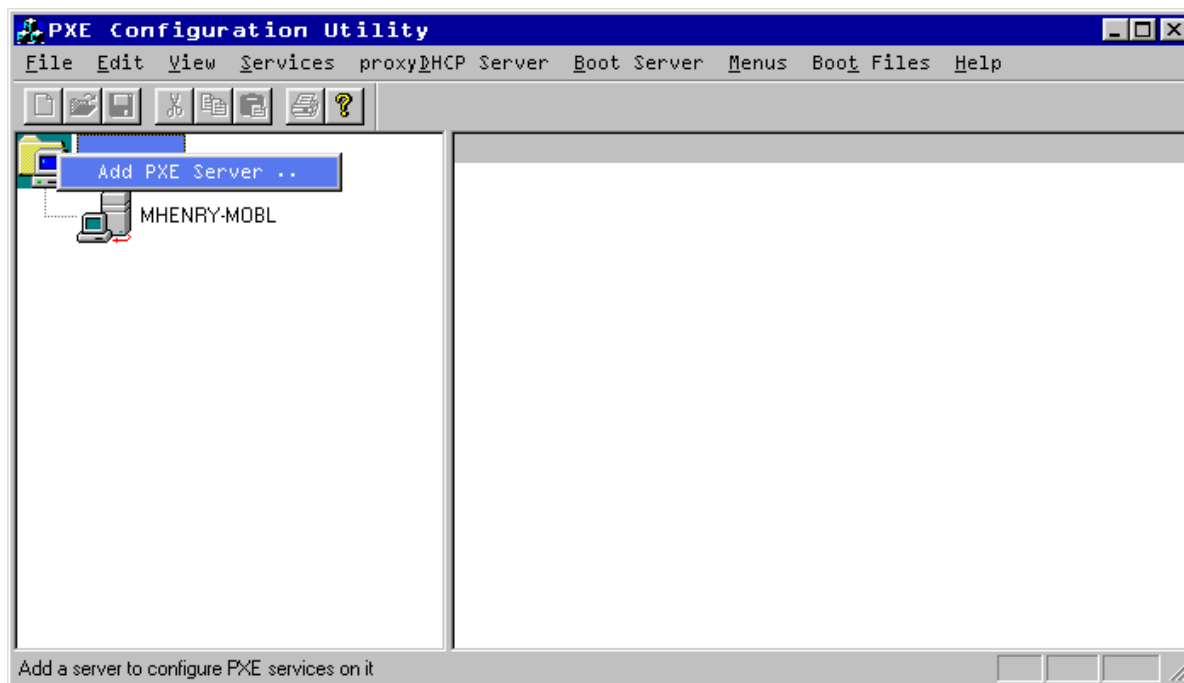 PXE Configuration Utility
File Edit View Services proxyDHCP Server Boot Server Menus Boot Files Help
Add PXE Server ..
MHENRY-MOBL
Add a server to configure PXE services on it